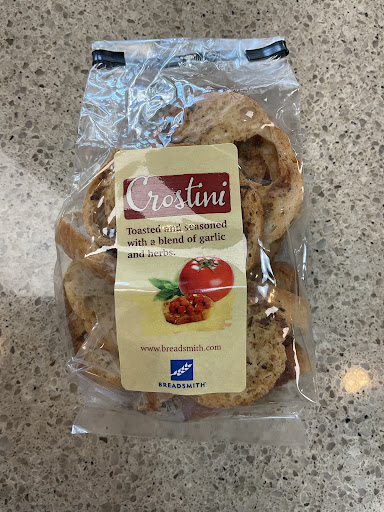 Crostini
Toasted and seasoned
with a blend of garlic
and herbs.
www.breadsmith.com
BREADSMITH®